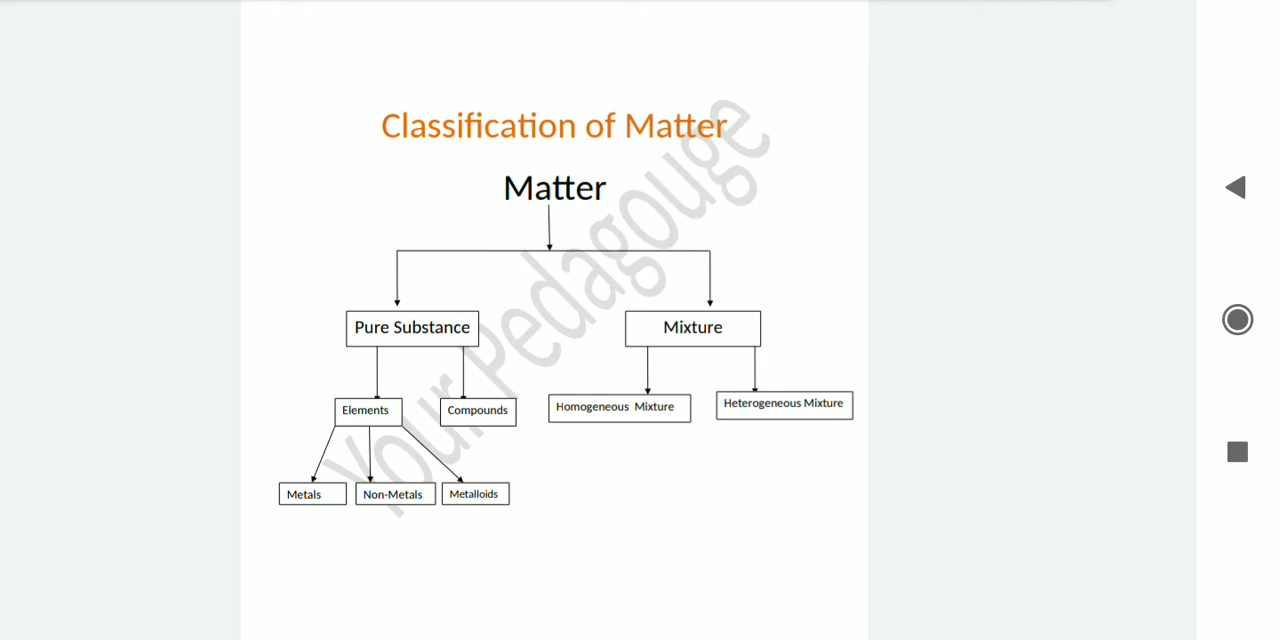 Classification of Matter
Matter
Pure Substance
Mixture
Elements
Compounds
Homogeneous Mixture
Heterogeneous Mixture
Metals
Non-Metals
Metalloids
Your Pedagouge